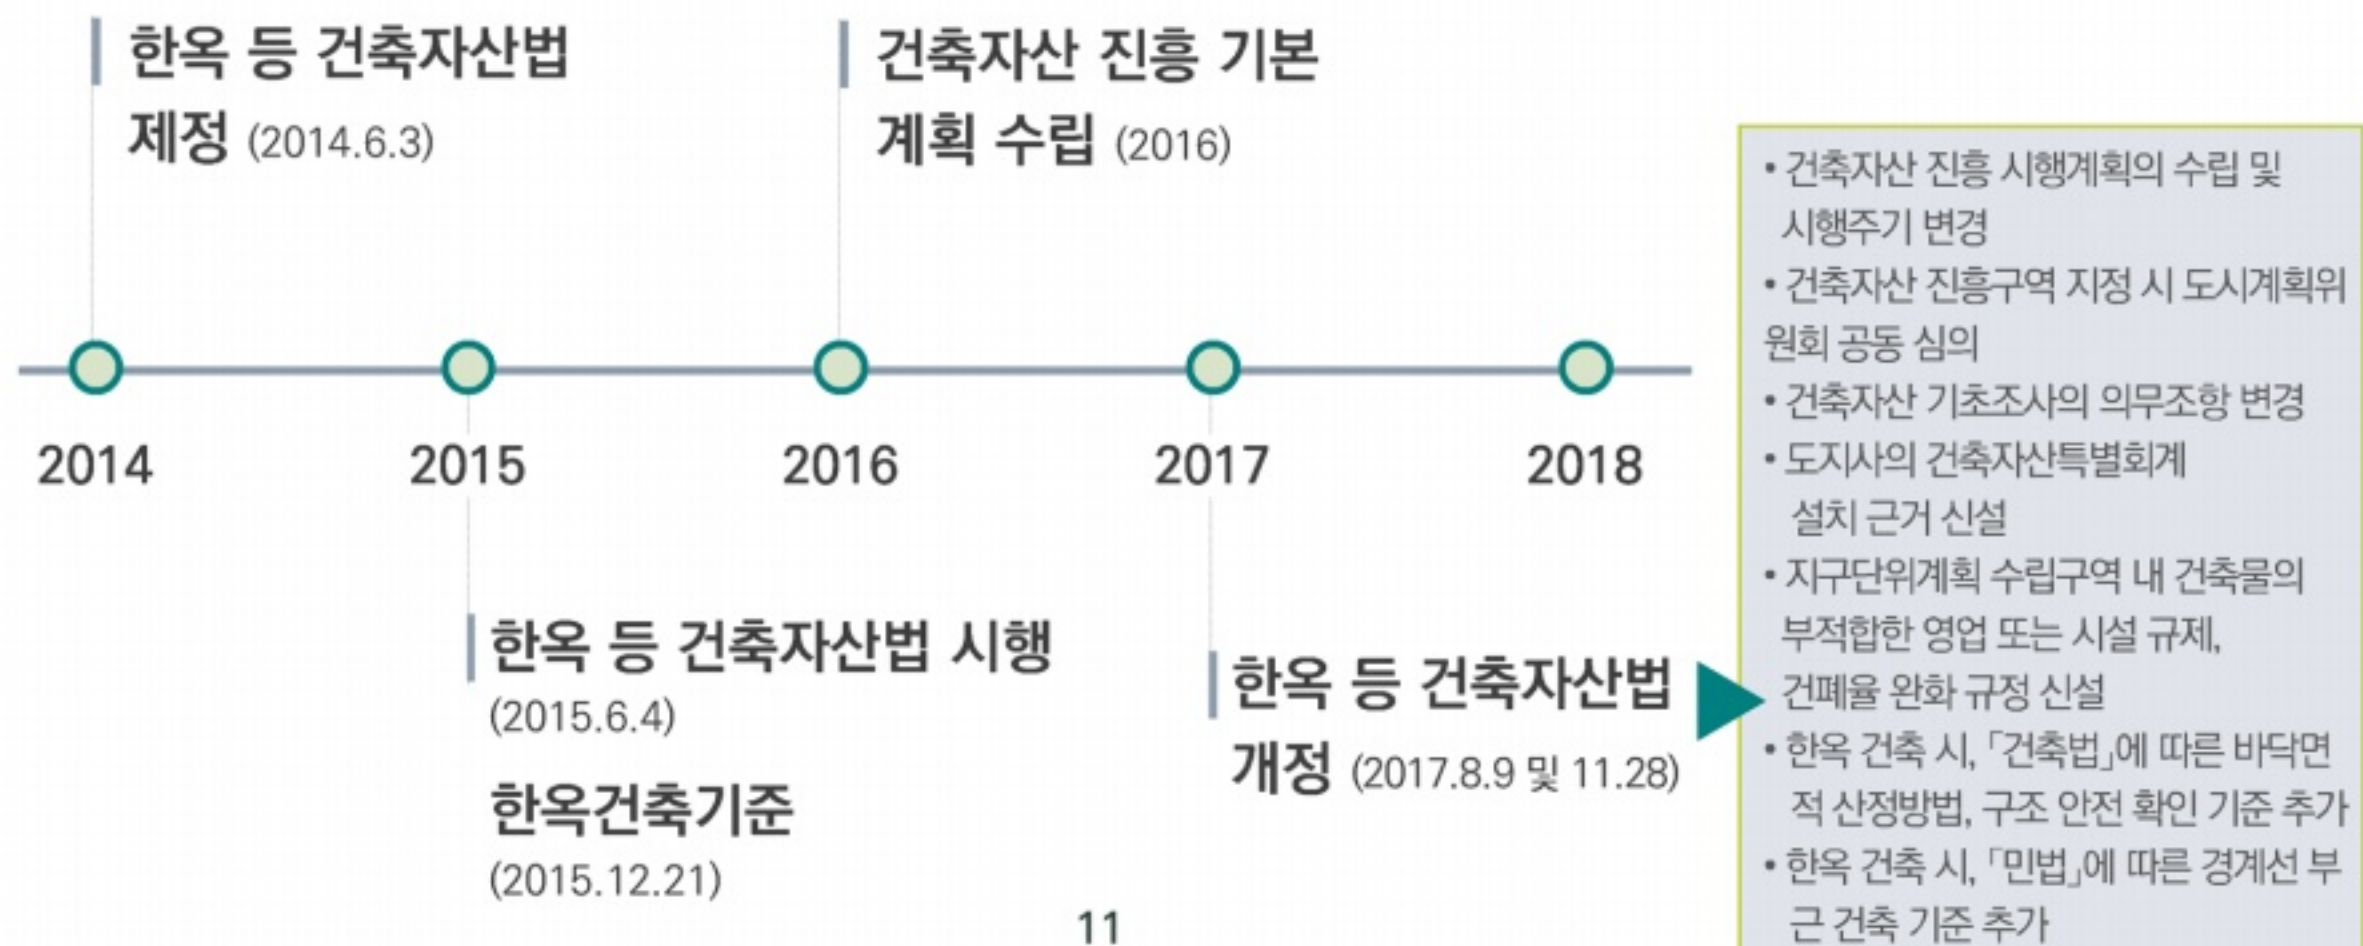 한옥 등 건축자산법
제정 (2014.6.3)
건축자산 진흥 기본
계획 수립 (2016)
2014
2015
2016
2017
2018
한옥 등 건축자산법 시행
(2015.6.4)
한옥건축기준
(2015.12.21)
한옥 등 건축자산법
개정 (2017.8.9 및 11.28)
• 건축자산 진흥 시행계획의 수립 및
시행주기 변경
• 건축자산 진흥구역 지정 시 도시계획위
원회 공동 심의
• 건축자산 기초조사의 의무조항 변경
• 도지사의 건축자산특별회계
설치 근거 신설
• 지구단위계획 수립구역 내 건축물의
부적합한 영업 또는 시설 규제,
건폐율 완화 규정 신설
• 한옥 건축 시, 「건축법」에 따른 바닥면
적 산정방법, 구조 안전 확인 기준 추가
• 한옥 건축 시, 「민법」에 따른 경계선 부
근 건축 기준 추가
11